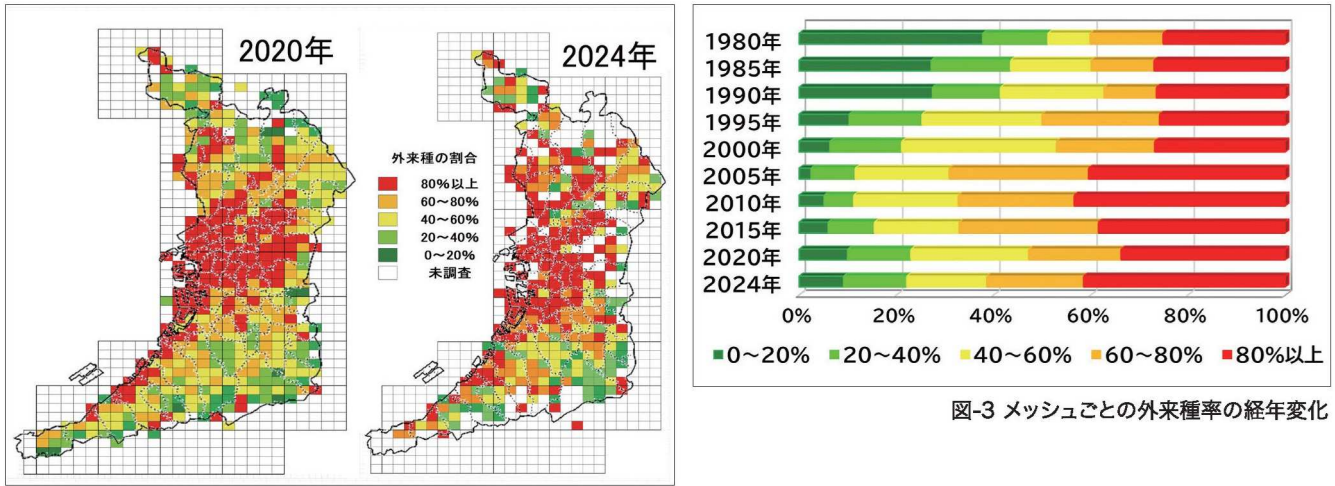 2020年
2024年
外来種の割合
80%以上
60～80%
40～60%
20～40%
0～20%
未調査
1980年
1985年
1990年
1995年
2000年
2005年
2010年
2015年
2020年
2024年
0% 20% 40% 60% 80% 100%
0～20% 20～40% 40～60% 60～80% 80%以上
図-3 メッシュごとの外来種率の経年変化